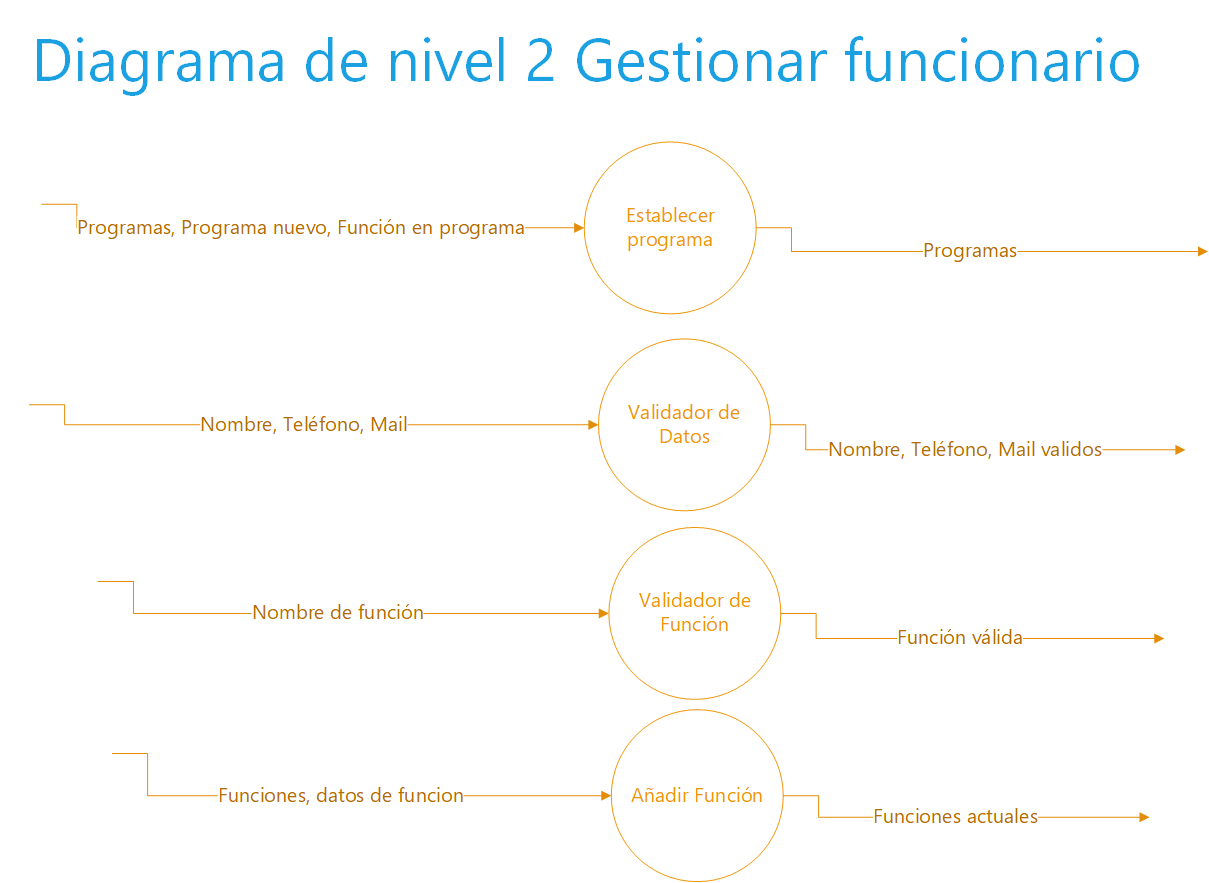 Diagrama de nivel 2 Gestionar funcionario
Programas, Programa nuevo, Función en programa
Establecer
programa
Programas
Nombre, Teléfono, Mail
Validador de
Datos
Nombre, Teléfono, Mail validos
Nombre de función
Validador de
Función
Función válida
Funciones, datos de funcion
Añadir Función
Funciones actuales